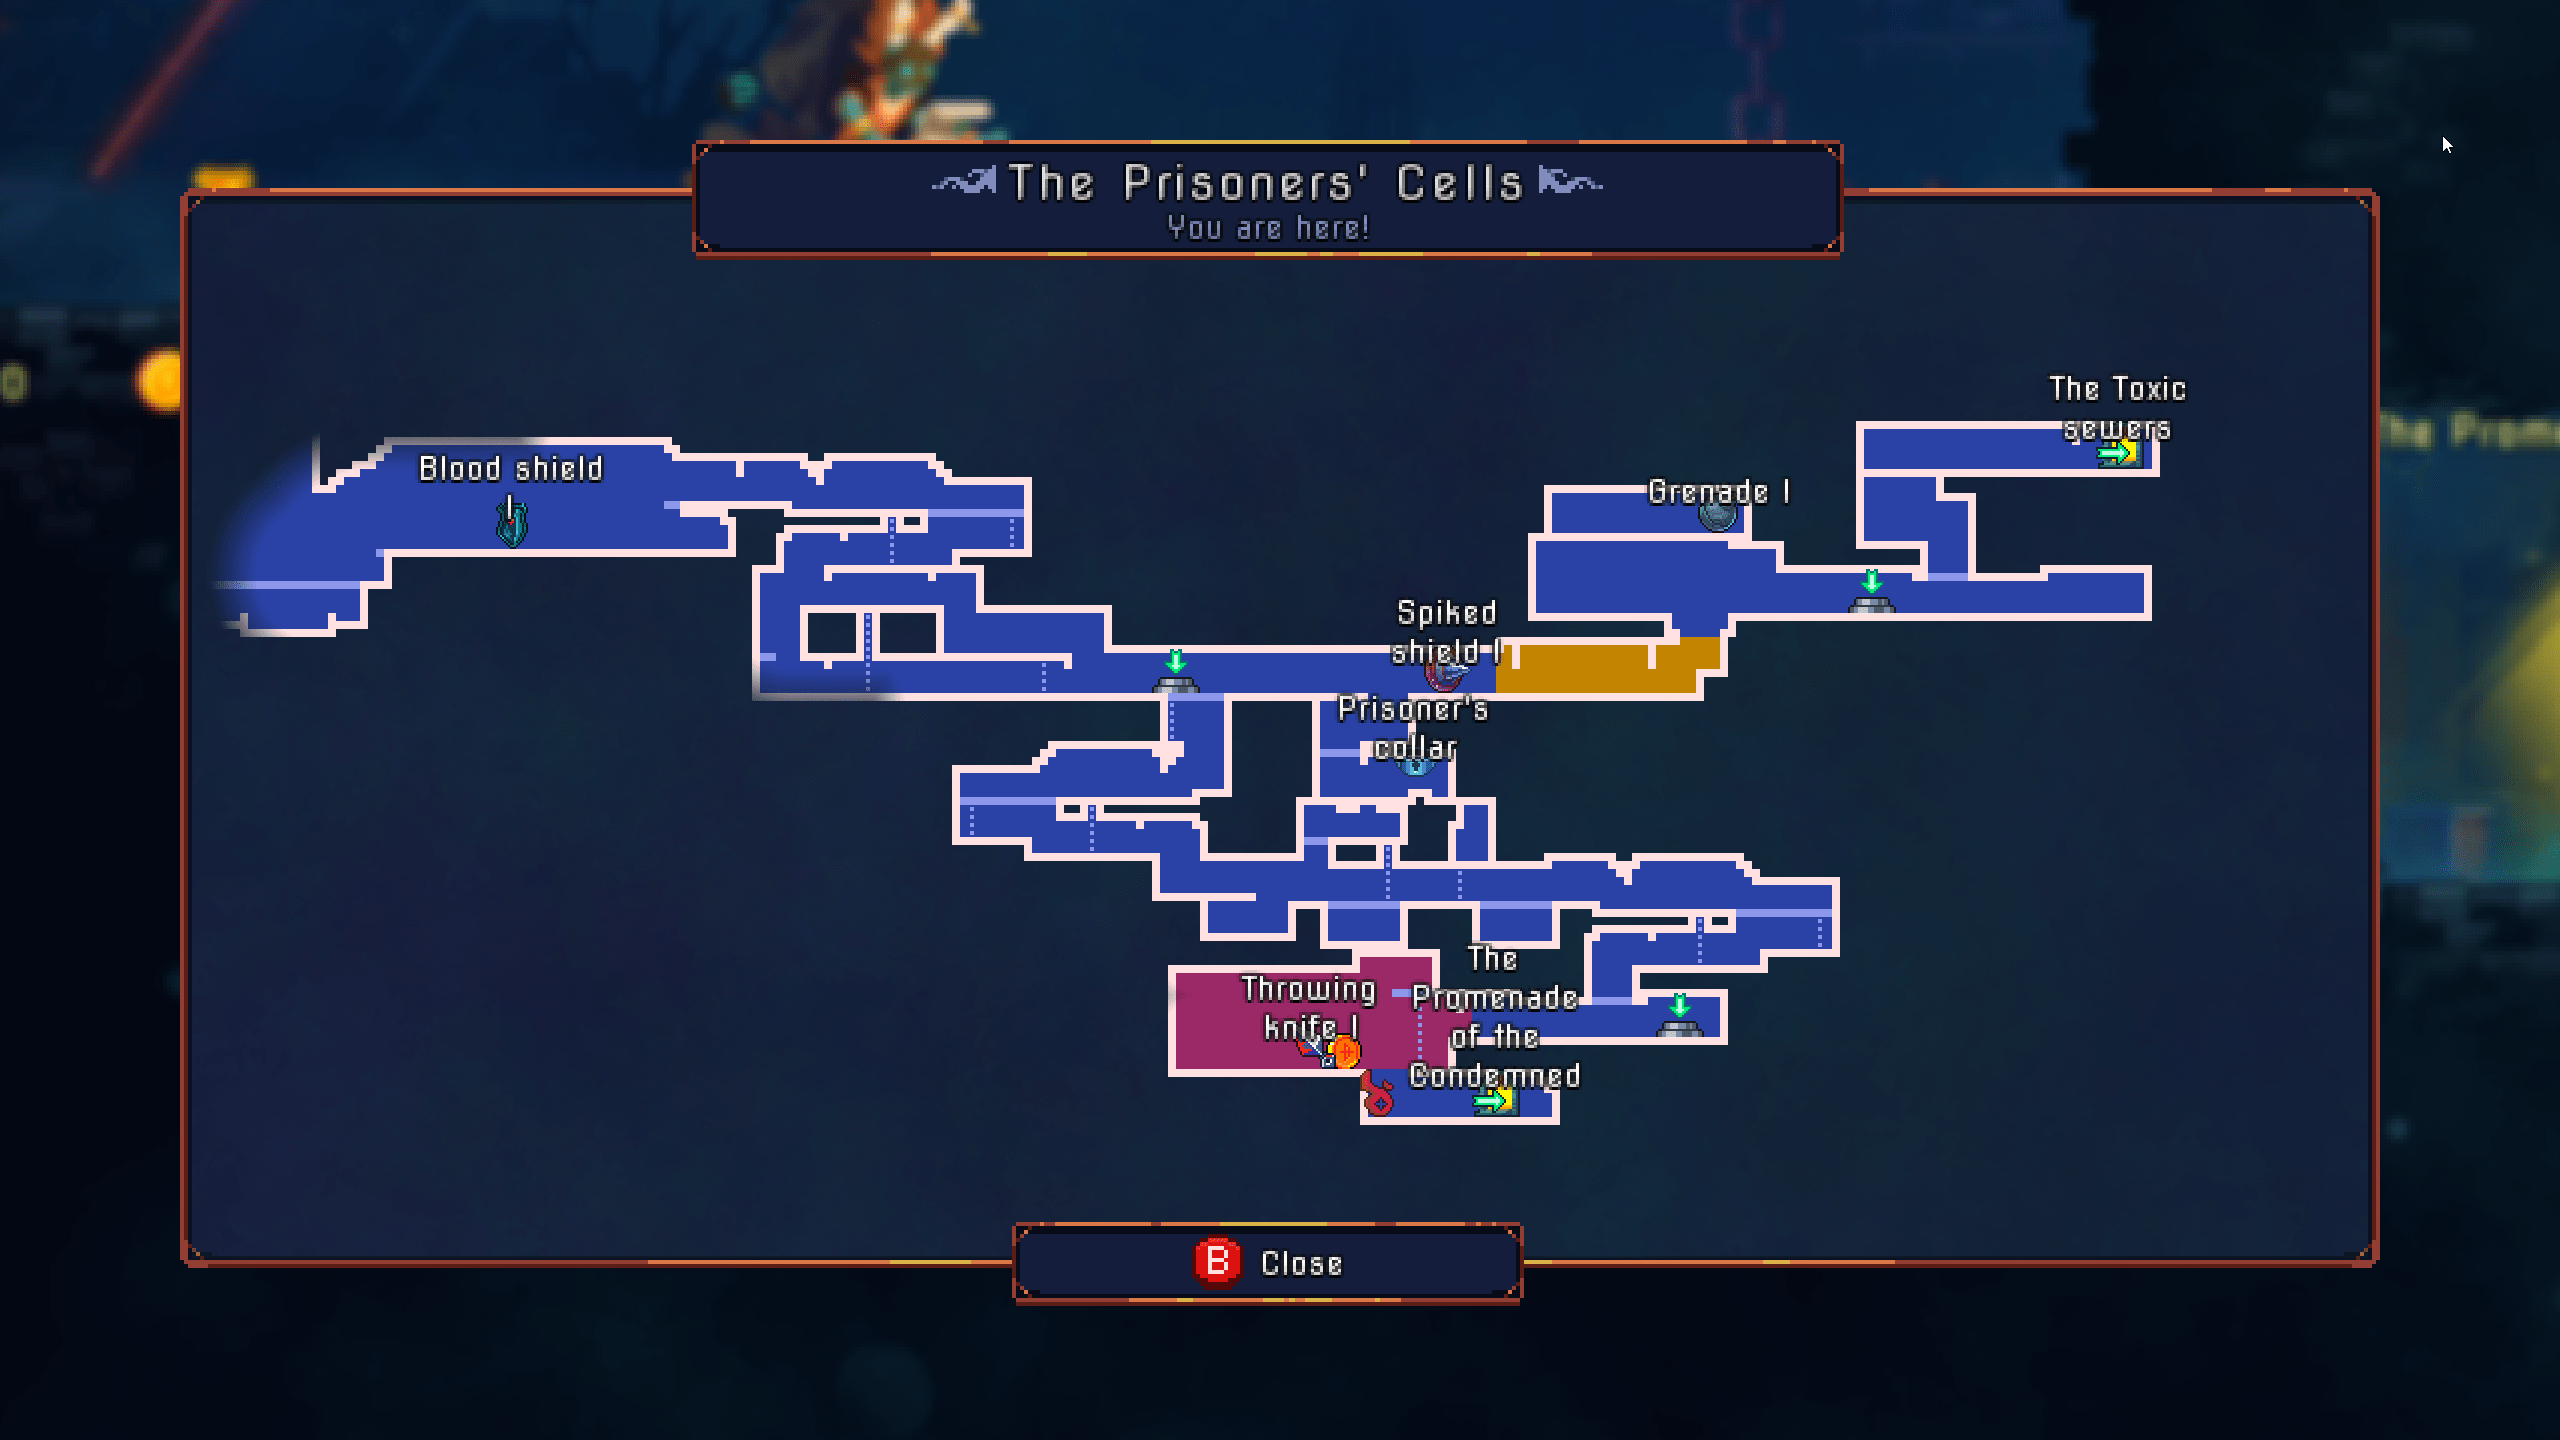 The Prisoners' Cells
You are here!
The Toxic
sewers
Blood shield
Grenade I
Spiked
shield I
Prisoner's
collar
The
Promenade
of the
Condemned
Throwing
knife I
B Close